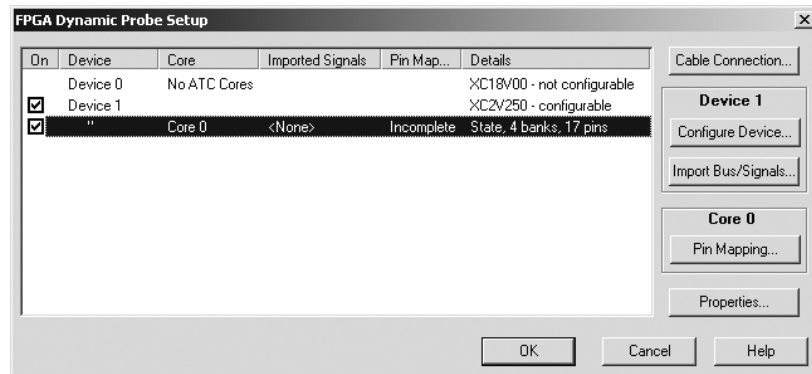 FPGA Dynamic Probe Setup
On Device Core Imported Signals Pin Map... Details
Device 0 No ATC Cores XC18V00 - not configurable
Device 1 XC2V250 - configurable
" Core 0 <None> Incomplete State, 4 banks, 17 pins
Cable Connection...
Device 1
Configure Device...
Import Bus/Signals...
Core 0
Pin Mapping...
Properties...
OK Cancel Help